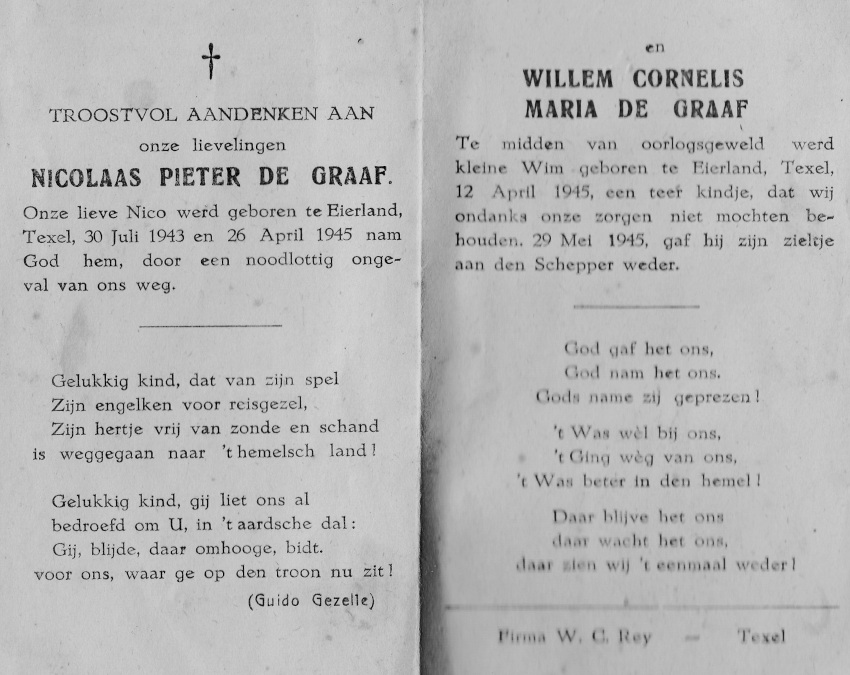 TROOSTVOL AANDENKEN AAN
onze lievelingen
NICOLAAS PIETER DE GRAAF.
Onze lieve Nico werd geboren te Eierland,
Texel, 30 Juli 1943 en 26 April 1945 nam
God hem, door een noodlottig onge-
val van ons weg.
Gelukkig kind, dat van zijn spel
Zijn engelken voor reisgezel,
Zijn hertje vrij van zonde en schand
is weggegaan naar 't hemelsch land!
Gelukkig kind, gij liet ons al
bedroefd om U, in 't aardsche dal:
Gij, blijde, daar omhooge, bidt.
voor ons, waar ge op den troon nu zit!
(Guido Gezelle)
en
WILLEM CORNELIS
MARIA DE GRAAF
Te midden van oorlogsgeweld werd
kleine Wim geboren te Eierland, Texel,
12 April 1945, een teer kindje, dat wij
ondanks onze zorgen niet mochten be-
houden. 29 Mei 1945, gaf hij zijn zieltje
aan den Schepper weder.
God gaf het ons,
God nam het ons.
Gods name zij geprezen!
't Was wèl bij ons,
't Ging wèg van ons,
't Was beter in den hemel!
Daar blijve het ons
daar wacht het ons,
daar zien wij 't eenmaal weder!
Firma W. C. Rey — Texel